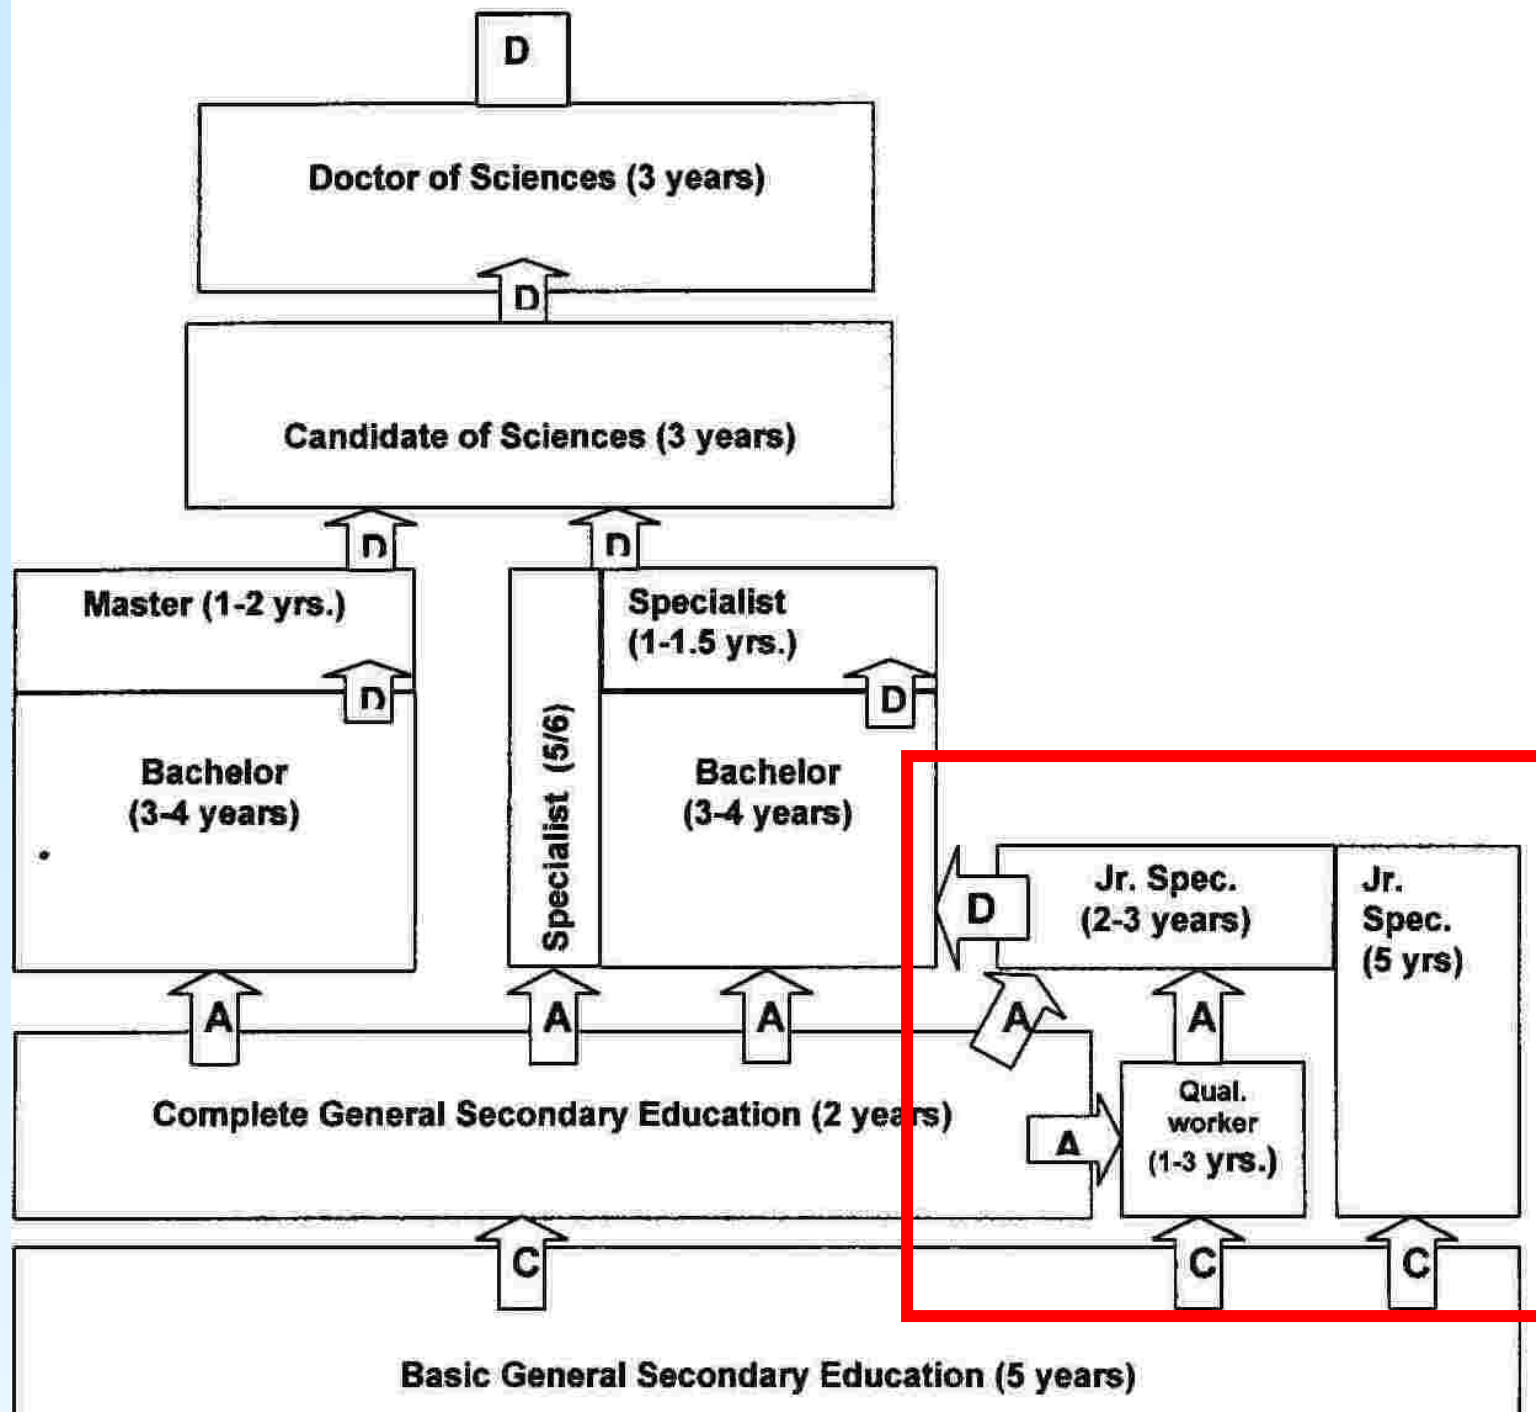 D
Doctor of Sciences (3 years)
D
Candidate of Sciences (3 years)
D
D
Master (1-2 yrs.)
Specialist
(1-1.5 yrs.)
D
D
Bachelor
(3-4 years)
Specialist (5/6)
Bachelor
(3-4 years)
D
Jr. Spec.
(2-3 years)
Jr.
Spec.
(5 yrs)
A
A
A
A
A
Complete General Secondary Education (2 years)
A
Qual.
worker
(1-3 yrs.)
C
C
C
Basic General Secondary Education (5 years)